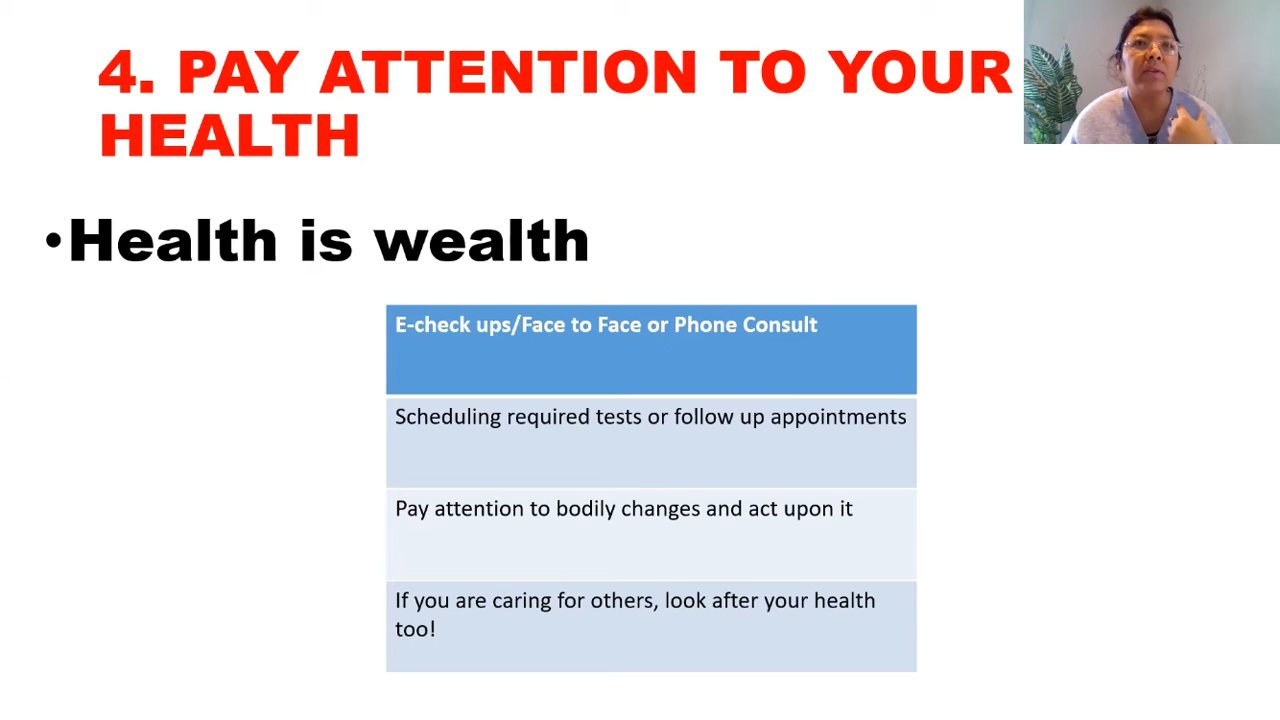 4. PAY ATTENTION TO YOUR
HEALTH
•Health is wealth
E-check ups/Face to Face or Phone Consult
Scheduling required tests or follow up appointments
Pay attention to bodily changes and act upon it
If you are caring for others, look after your health
too!